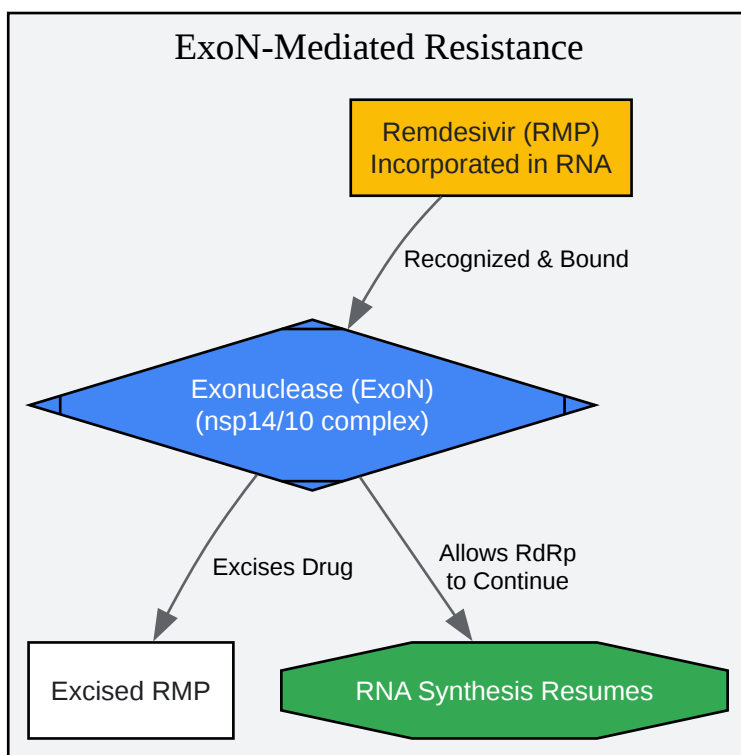 ExoN-Mediated Resistance
Remdesivir (RMP)
Incorporated in RNA
Recognized & Bound
Exonuclease (ExoN)
(nsp14/10 complex)
Excises Drug
Allows RdRp
to Continue
Excised RMP
RNA Synthesis Resumes